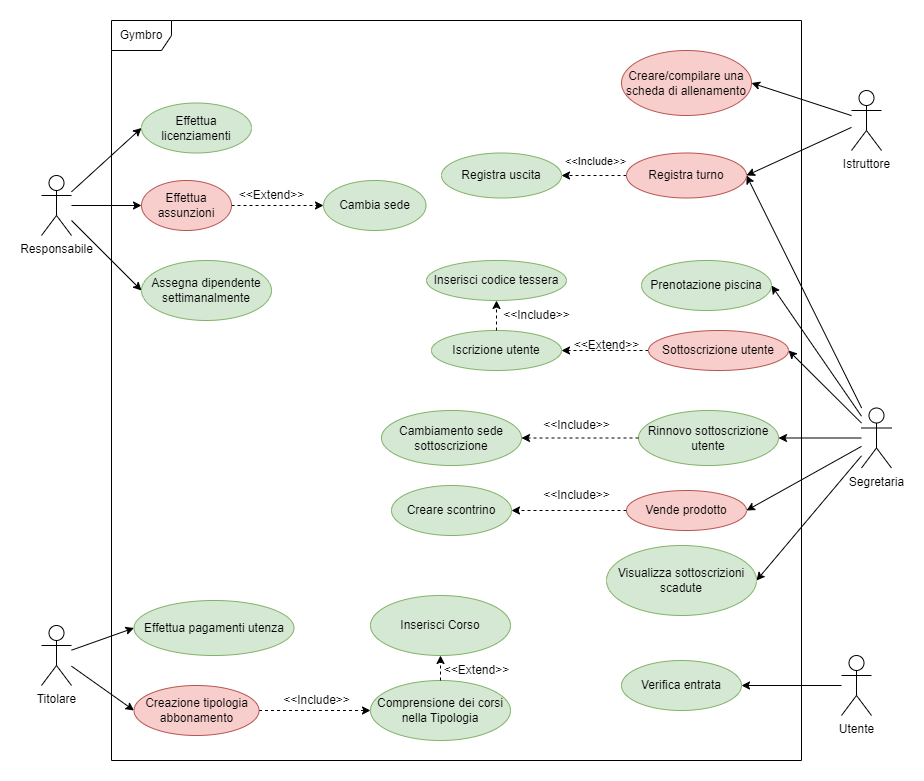 Gymbro
Creare/compilare una
scheda di allenamento
Istruttore
Effettua
licenziamenti
Registra uscita
<<Include>>
Registra turno
Responsabile
Effettua
assunzioni
<<Extend>>
Cambia sede
Assegna dipendente
settimanalmente
Inserisci codice tessera
Prenotazione piscina
<<Include>>
Iscrizione utente
<<Extend>>
Sottoscrizione utente
Cambiamento sede
sottoscrizione
<<Include>>
Rinnovo sottoscrizione
utente
Segretaria
Creare scontrino
<<Include>>
Vende prodotto
Visualizza sottoscrizioni
scadute
Effettua pagamenti utenza
Inserisci Corso
<<Extend>>
Titolare
Creazione tipologia
abbonamento
<<Include>>
Comprensione dei corsi
nella Tipologia
Verifica entrata
Utente